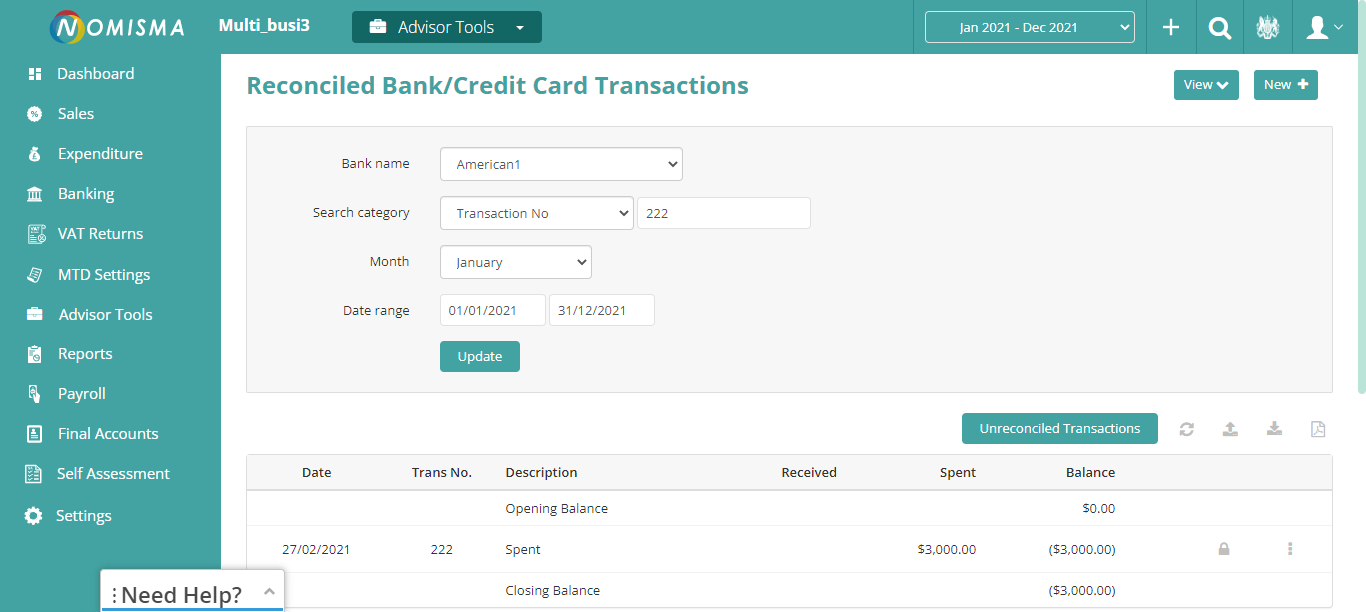 NOMISMA Multi_busi3 Advisor Tools Jan 2021 - Dec 2021
Dashboard
Sales
Expenditure
Banking
VAT Returns
MTD Settings
Advisor Tools
Reports
Payroll
Final Accounts
Self Assessment
Settings
Need Help?
Reconciled Bank/Credit Card Transactions View New
Bank name American1
Search category Transaction No 222
Month January
Date range 01/01/2021 31/12/2021
Update
Unreconciled Transactions
Date Trans No. Description Received Spent Balance
Opening Balance $0.00
27/02/2021 222 Spent $3,000.00 ($3,000.00)
Closing Balance ($3,000.00)